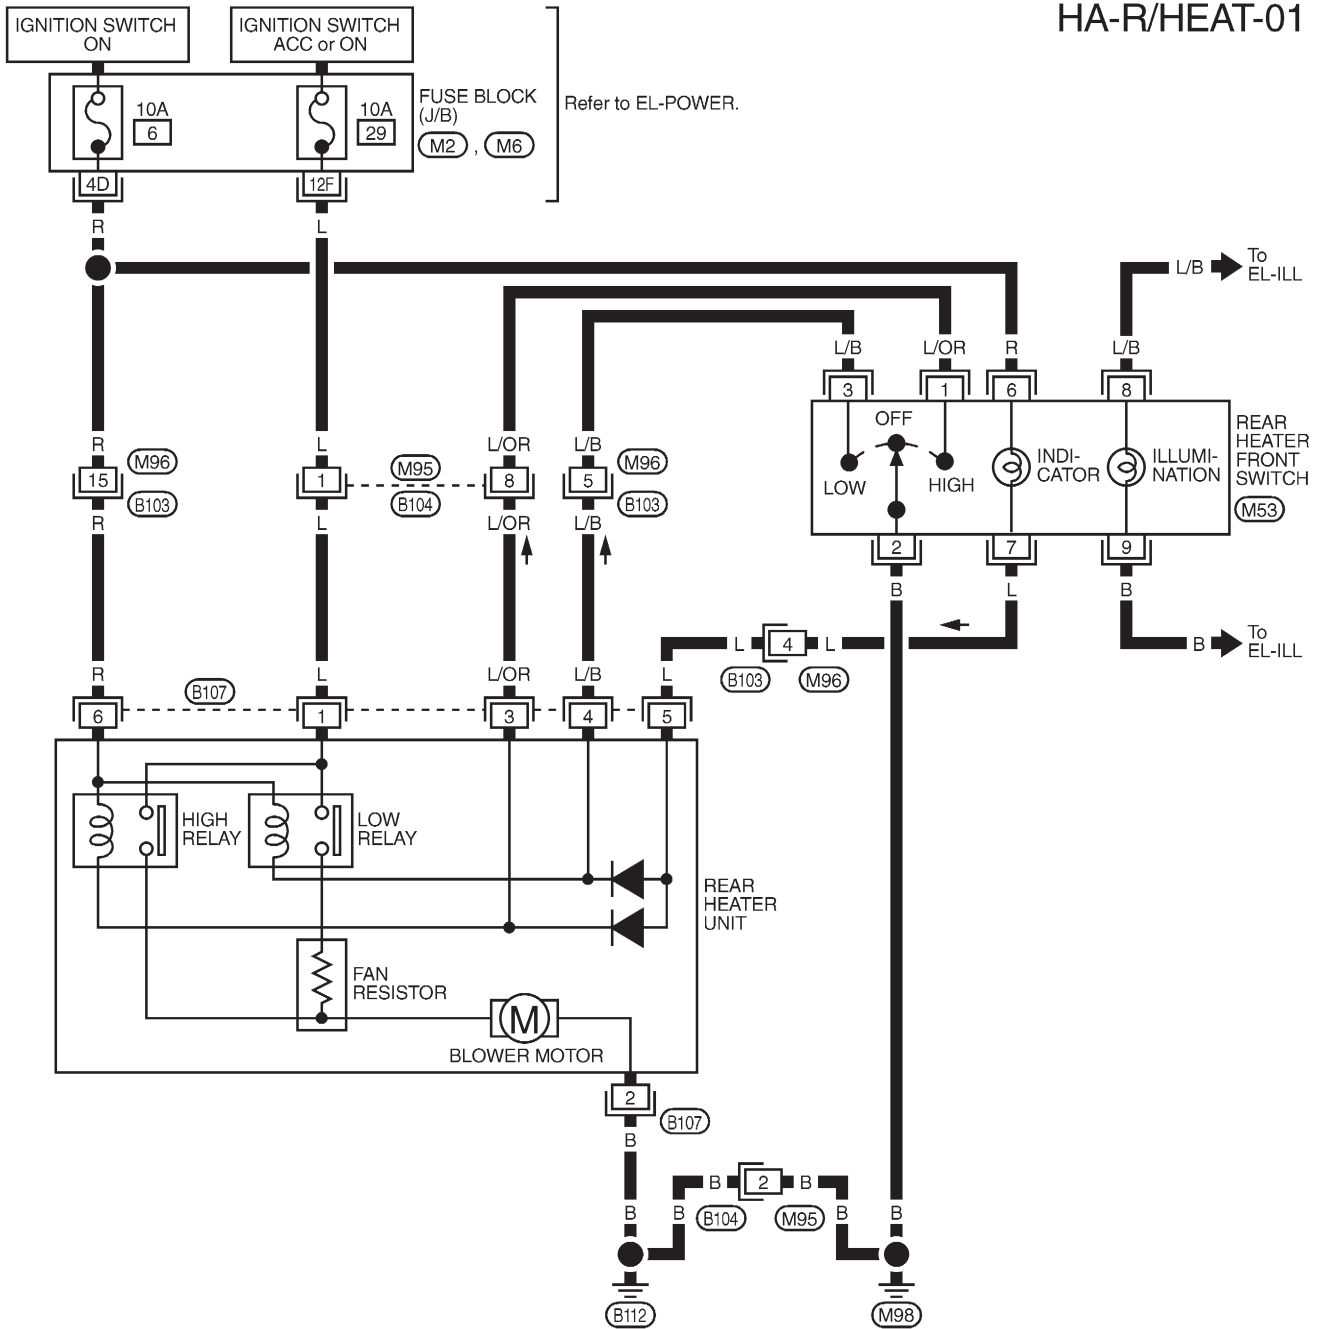 HA-R/HEAT-01
IGNITION SWITCH
ON
IGNITION SWITCH
ACC or ON
10A
6
10A
29
FUSE BLOCK
(J/B)
M2 , M6
Refer to EL-POWER.
4D
12F
R
L
L/B
To
EL-ILL
L/B
L/OR
R
L/B
3
1
6
8
OFF
LOW
HIGH
INDI-
CATOR
ILLUMI-
NATION
REAR
HEATER
FRONT
SWITCH
M53
R
L
L/OR
L/B
M96
M95
M96
15
1
8
5
B103
B104
B103
R
L
L/OR
L/B
2
7
9
B
L
B
L
4
L
B
To
EL-ILL
B103
M96
R
L
L/OR
L/B
L
B107
6
1
3
4
5
HIGH
RELAY
LOW
RELAY
REAR
HEATER
UNIT
FAN
RESISTOR
M
BLOWER MOTOR
2
B107
B
B
2
B
B104
M95
B
B
B
B
B112
M98